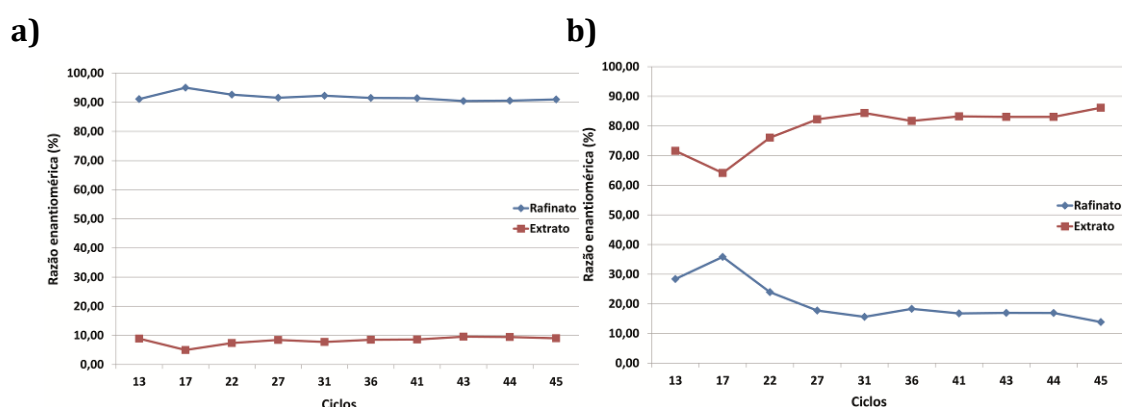 a)
Razão enantiomérica (%)
100,00
90,00
80,00
70,00
60,00
50,00
40,00
30,00
20,00
10,00
0,00
13 17 22 27 31 36 41 43 44 45
Ciclos
Rafinato
Extrato
b)
Razão enantiomérica (%)
100,00
90,00
80,00
70,00
60,00
50,00
40,00
30,00
20,00
10,00
0,00
13 17 22 27 31 36 41 43 44 45
Ciclos
Rafinato
Extrato